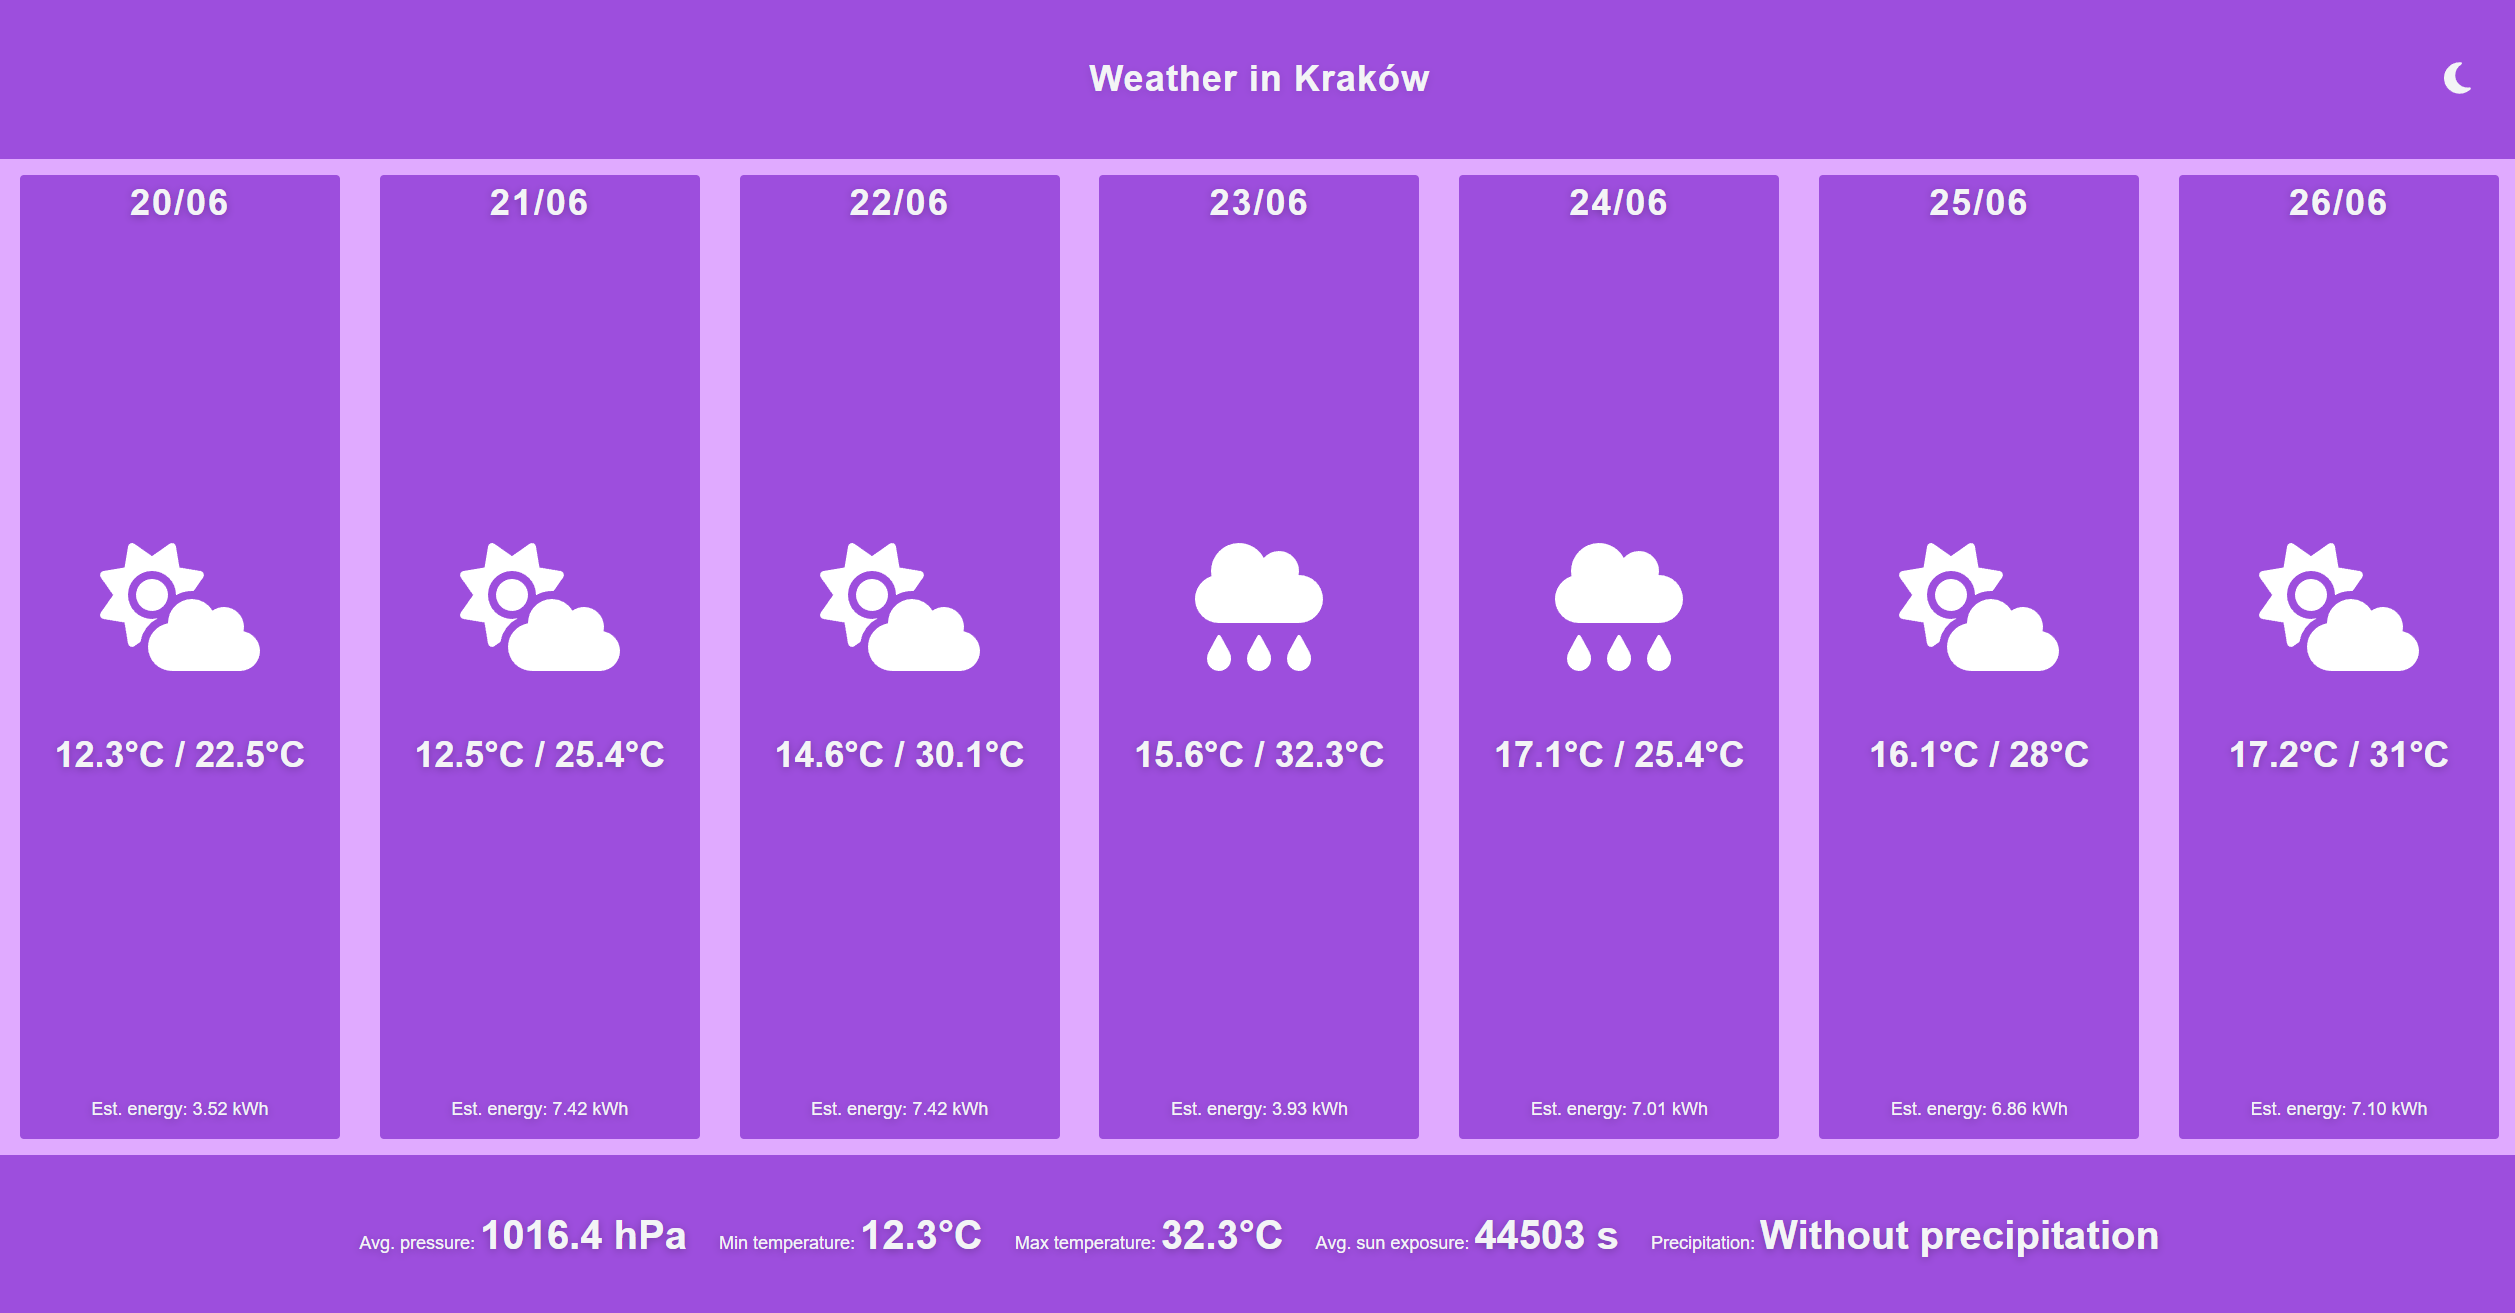 Weather in Kraków
20/06
12.3°C / 22.5°C
Est. energy: 3.52 kWh
21/06
12.5°C / 25.4°C
Est. energy: 7.42 kWh
22/06
14.6°C / 30.1°C
Est. energy: 7.42 kWh
23/06
15.6°C / 32.3°C
Est. energy: 3.93 kWh
24/06
17.1°C / 25.4°C
Est. energy: 7.01 kWh
25/06
16.1°C / 28°C
Est. energy: 6.86 kWh
26/06
17.2°C / 31°C
Est. energy: 7.10 kWh
Avg. pressure: 1016.4 hPa Min temperature: 12.3°C Max temperature: 32.3°C Avg. sun exposure: 44503 s Precipitation: Without precipitation